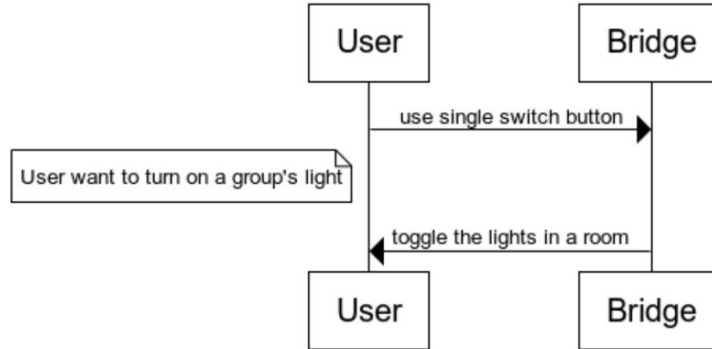 User
Bridge
use single switch button
User want to turn on a group's light
toggle the lights in a room
User
Bridge